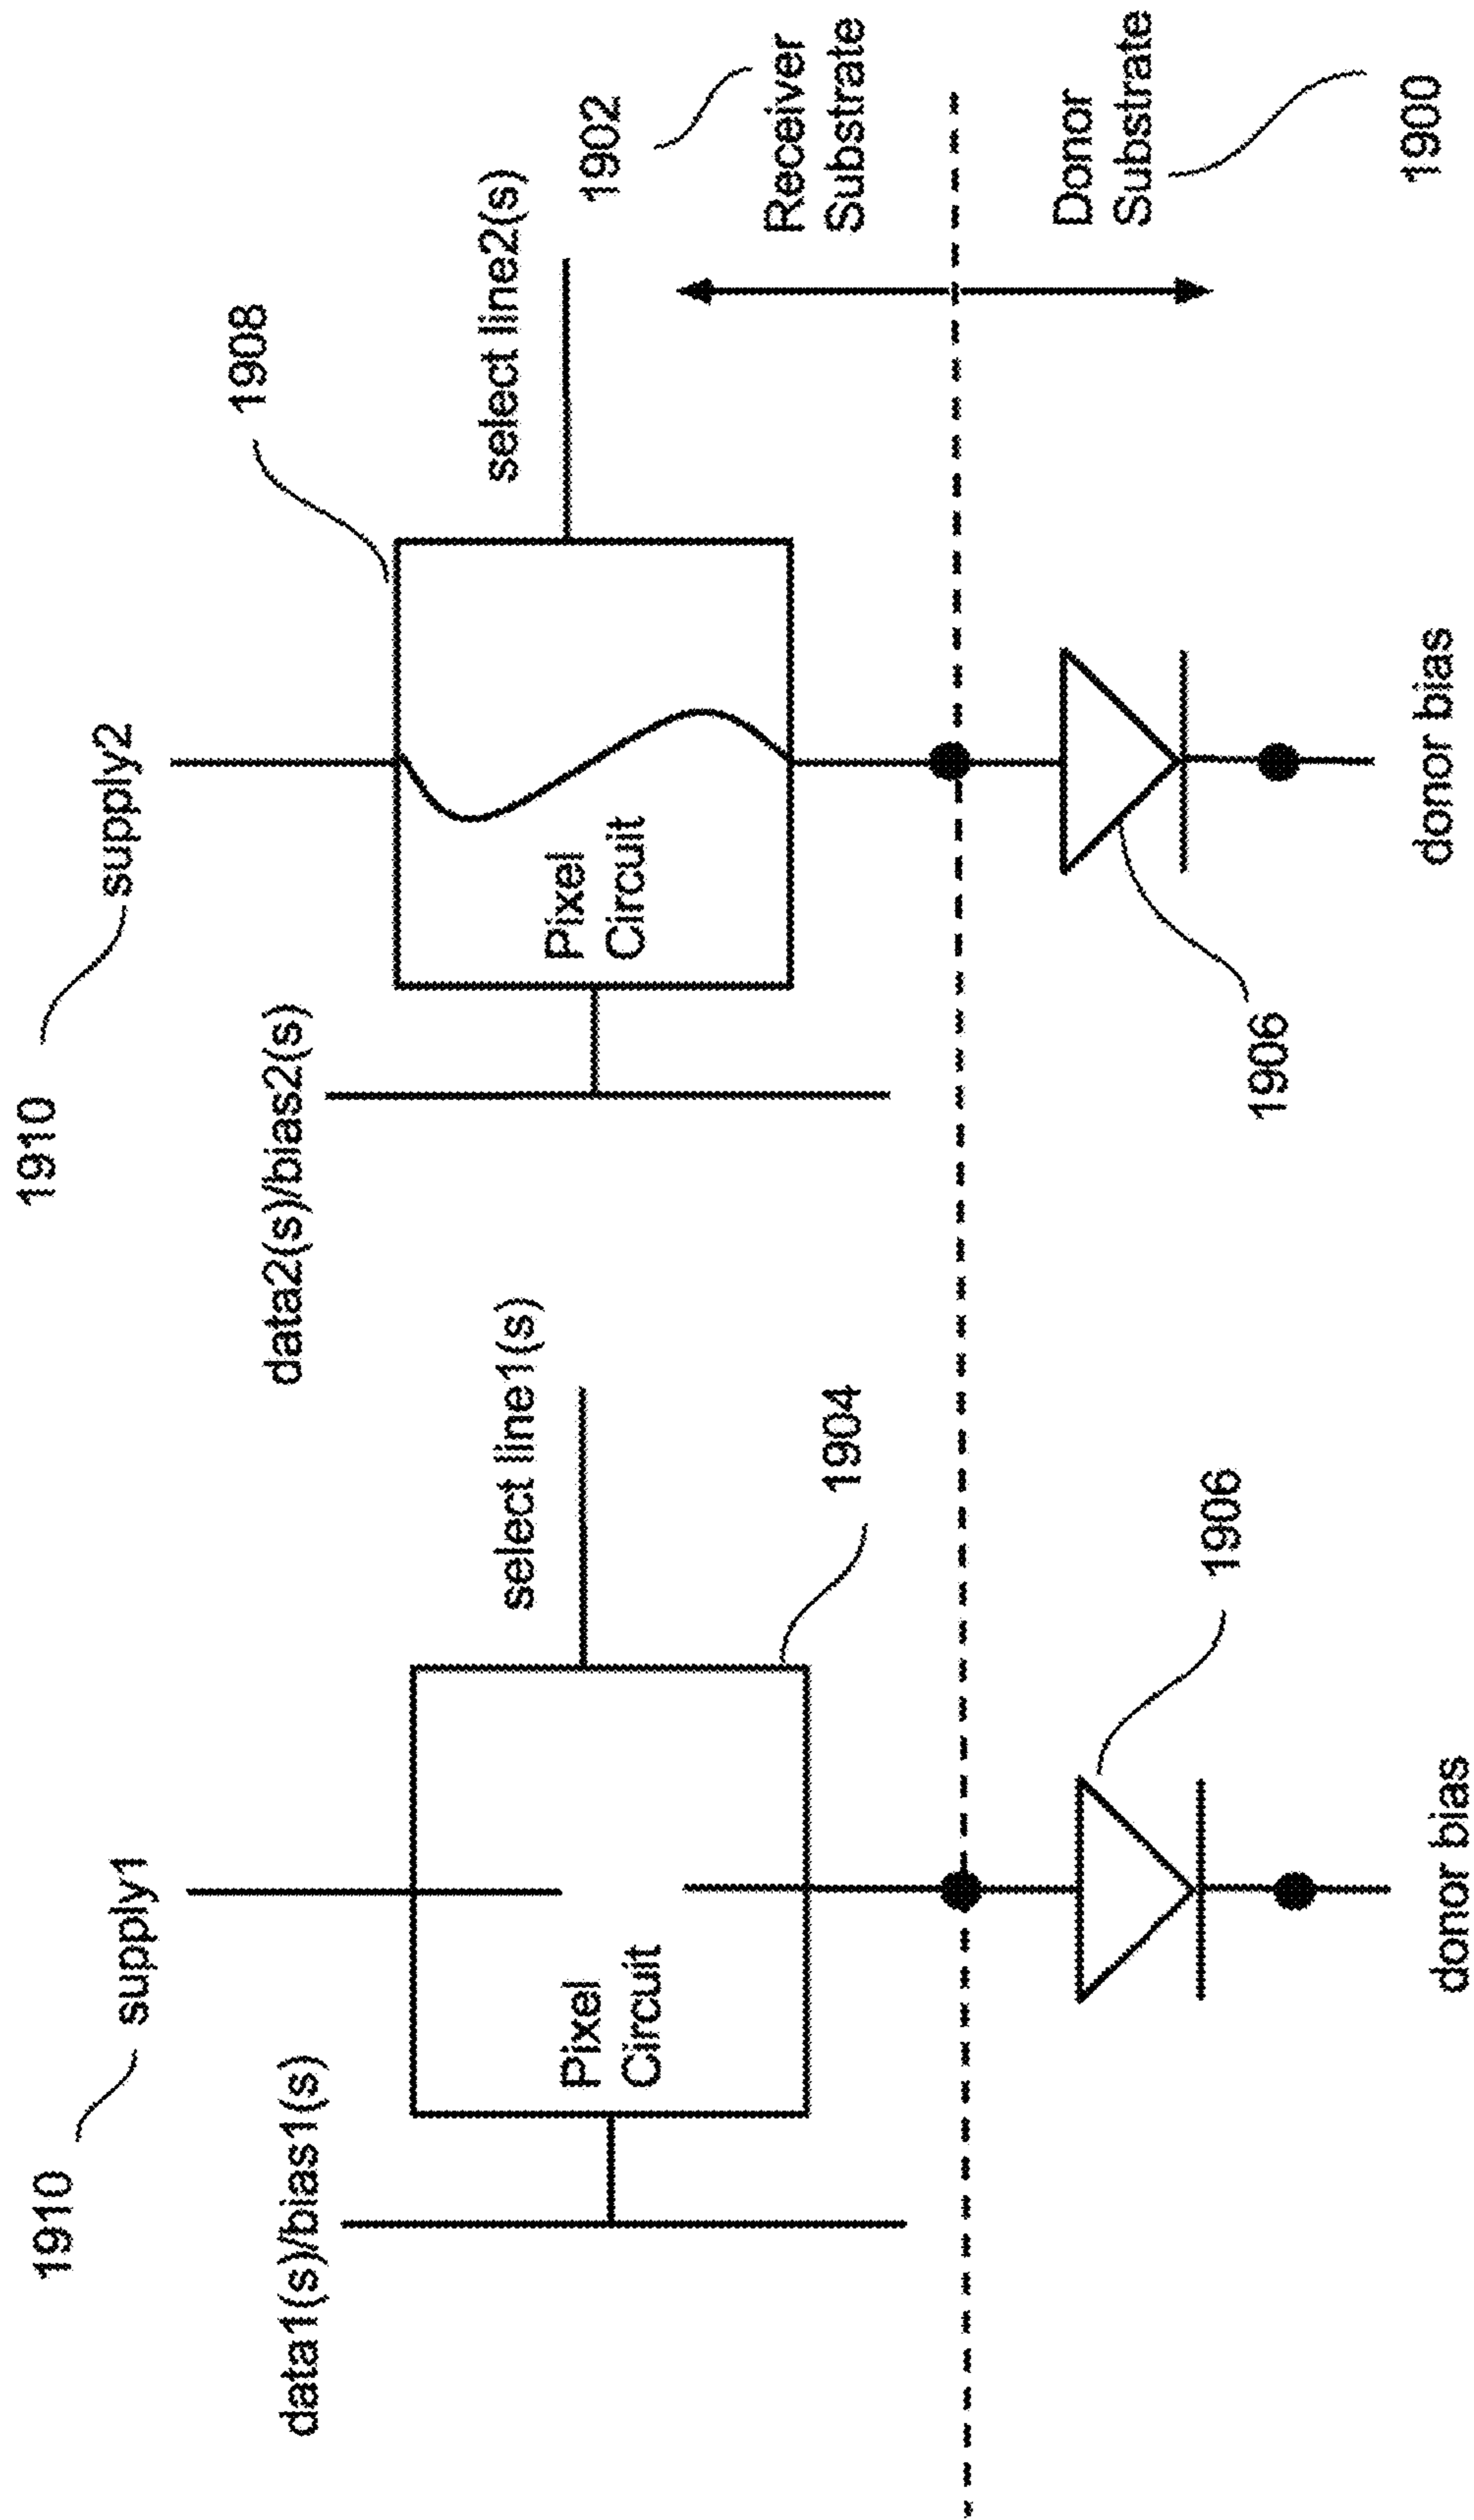 1910
supply1
data1(s)/bias1(s)
Pixel
Circuit
select line1(s)
1904
1906
donor bias
1910
supply2
data2(s)/bias2(s)
1908
Pixel
Circuit
select line2(s)
1902
Receiver
Substrate
Donor
Substrate
1900
1906
donor bias